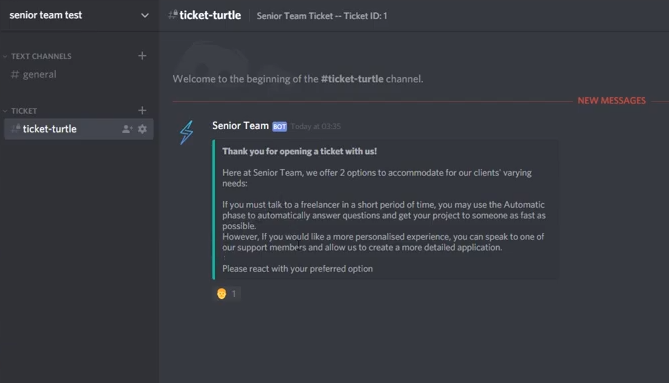 senior team test
#ticket-turtle Senior Team Ticket -- Ticket ID: 1
TEXT CHANNELS
# general
TICKET
ticket-turtle
Welcome to the beginning of the #ticket-turtle channel.
NEW MESSAGES
Senior Team BOT Today at 03:35
Thank you for opening a ticket with us!
Here at Senior Team, we offer 2 options to accommodate for our clients' varying
needs:
If you must talk to a freelancer in a short period of time, you may use the Automatic
phase to automatically answer questions and get your project to someone as fast as
possible.
However, If you would like a more personalised experience, you can speak to one of
our support members and allow us to create a more detailed application.
Please react with your preferred option
1